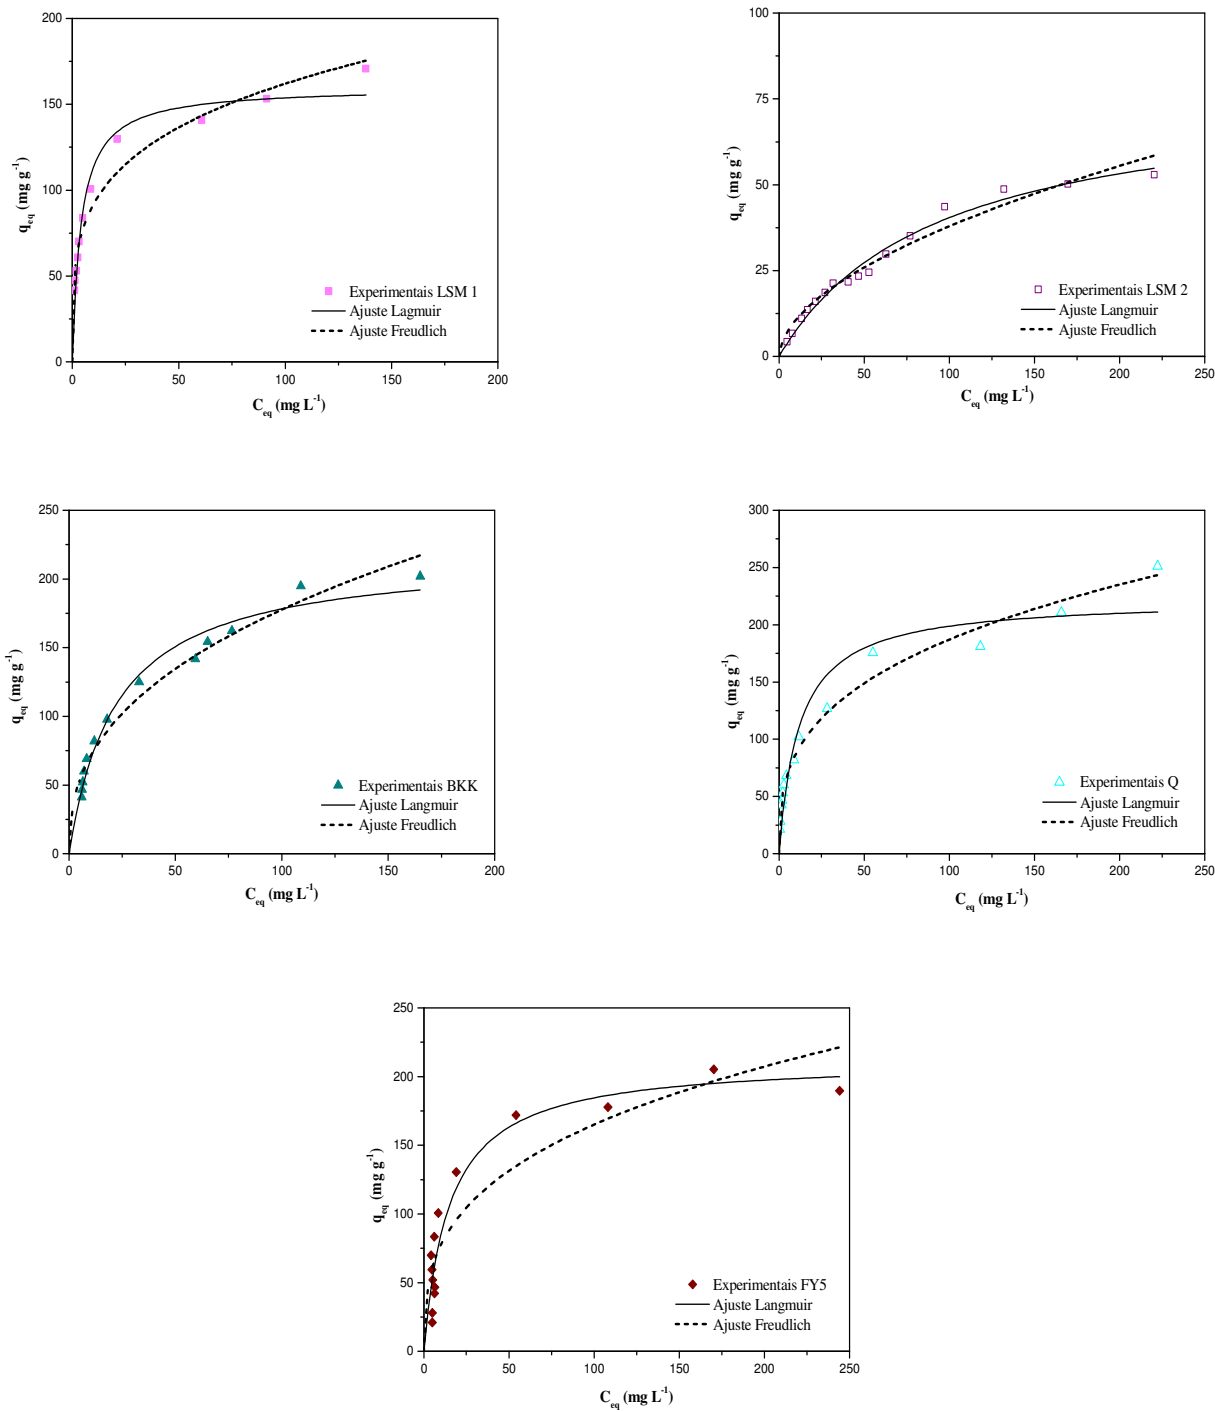 200
150
100
50
0
q_eq (mg g^-1)
Experimentais LSM 1
Ajuste Lagmuir
Ajuste Freudlich
0 50 100 150 200
C_eq (mg L^-1)
100
75
50
25
0
q_eq (mg g^-1)
Experimentais LSM 2
Ajuste Langmuir
Ajuste Freudlich
0 50 100 150 200 250
C_eq (mg L^-1)
250
200
150
100
50
0
q_eq (mg g^-1)
Experimentais BKK
Ajuste Langmuir
Ajuste Freudlich
0 50 100 150 200
C_eq (mg L^-1)
300
250
200
150
100
50
0
q_eq (mg g^-1)
Experimentais Q
Ajuste Langmuir
Ajuste Freudlich
0 50 100 150 200 250
C_eq (mg L^-1)
250
200
150
100
50
0
q_eq (mg g^-1)
Experimentais FY5
Ajuste Langmuir
Ajuste Freudlich
0 50 100 150 200 250
C_eq (mg L^-1)